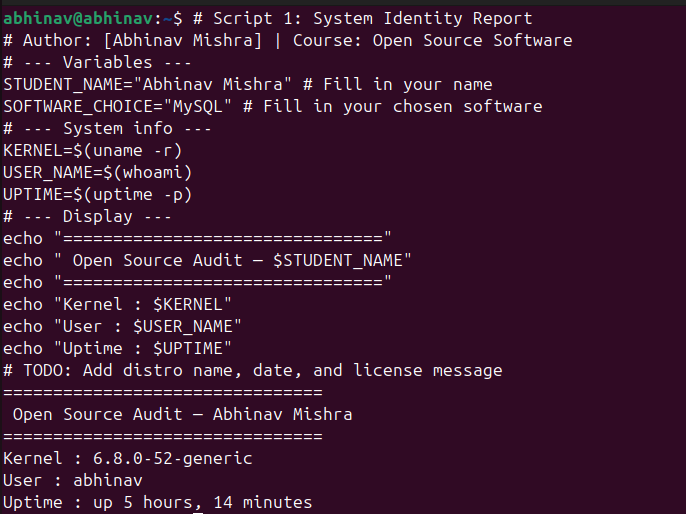 abhinav@abhinav:~$ # Script 1: System Identity Report
# Author: [Abhinav Mishra] | Course: Open Source Software
# --- Variables ---
STUDENT_NAME="Abhinav Mishra" # Fill in your name
SOFTWARE_CHOICE="MySQL" # Fill in your chosen software
# --- System info ---
KERNEL=$(uname -r)
USER_NAME=$(whoami)
UPTIME=$(uptime -p)
# --- Display ---
echo "================================"
echo " Open Source Audit — $STUDENT_NAME"
echo "================================"
echo "Kernel : $KERNEL"
echo "User : $USER_NAME"
echo "Uptime : $UPTIME"
# TODO: Add distro name, date, and license message
================================
 Open Source Audit — Abhinav Mishra
================================
Kernel : 6.8.0-52-generic
User : abhinav
Uptime : up 5 hours, 14 minutes